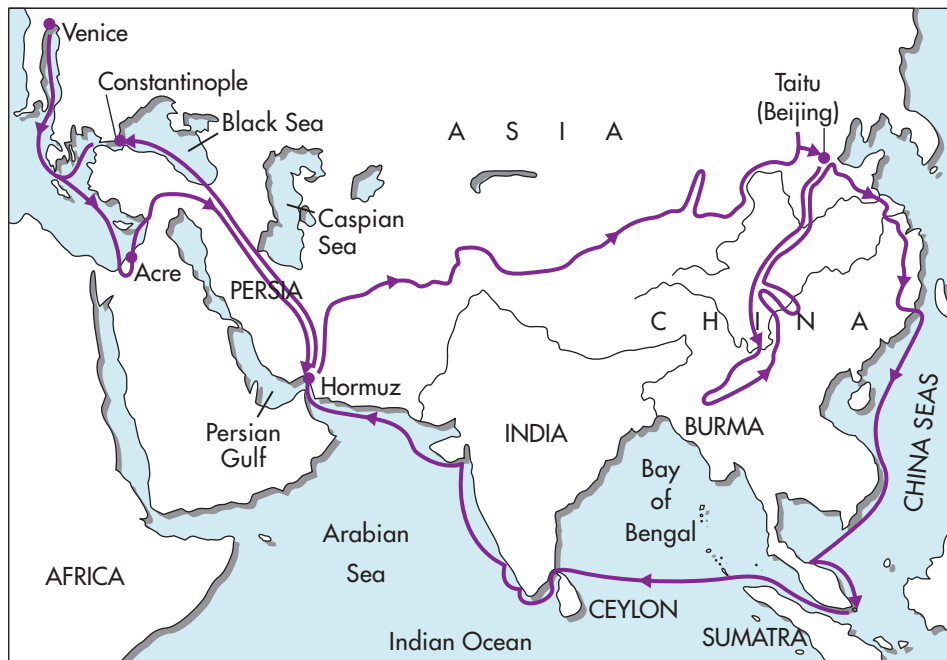 Venice
Constantinople
Taitu
(Beijing)
Black Sea
A S I A
Caspian
Sea
Acre
PERSIA
C H I N A
Hormuz
Persian
Gulf
INDIA
BURMA
CHINA SEAS
Bay
of
Bengal
Arabian
Sea
AFRICA
CEYLON
SUMATRA
Indian Ocean